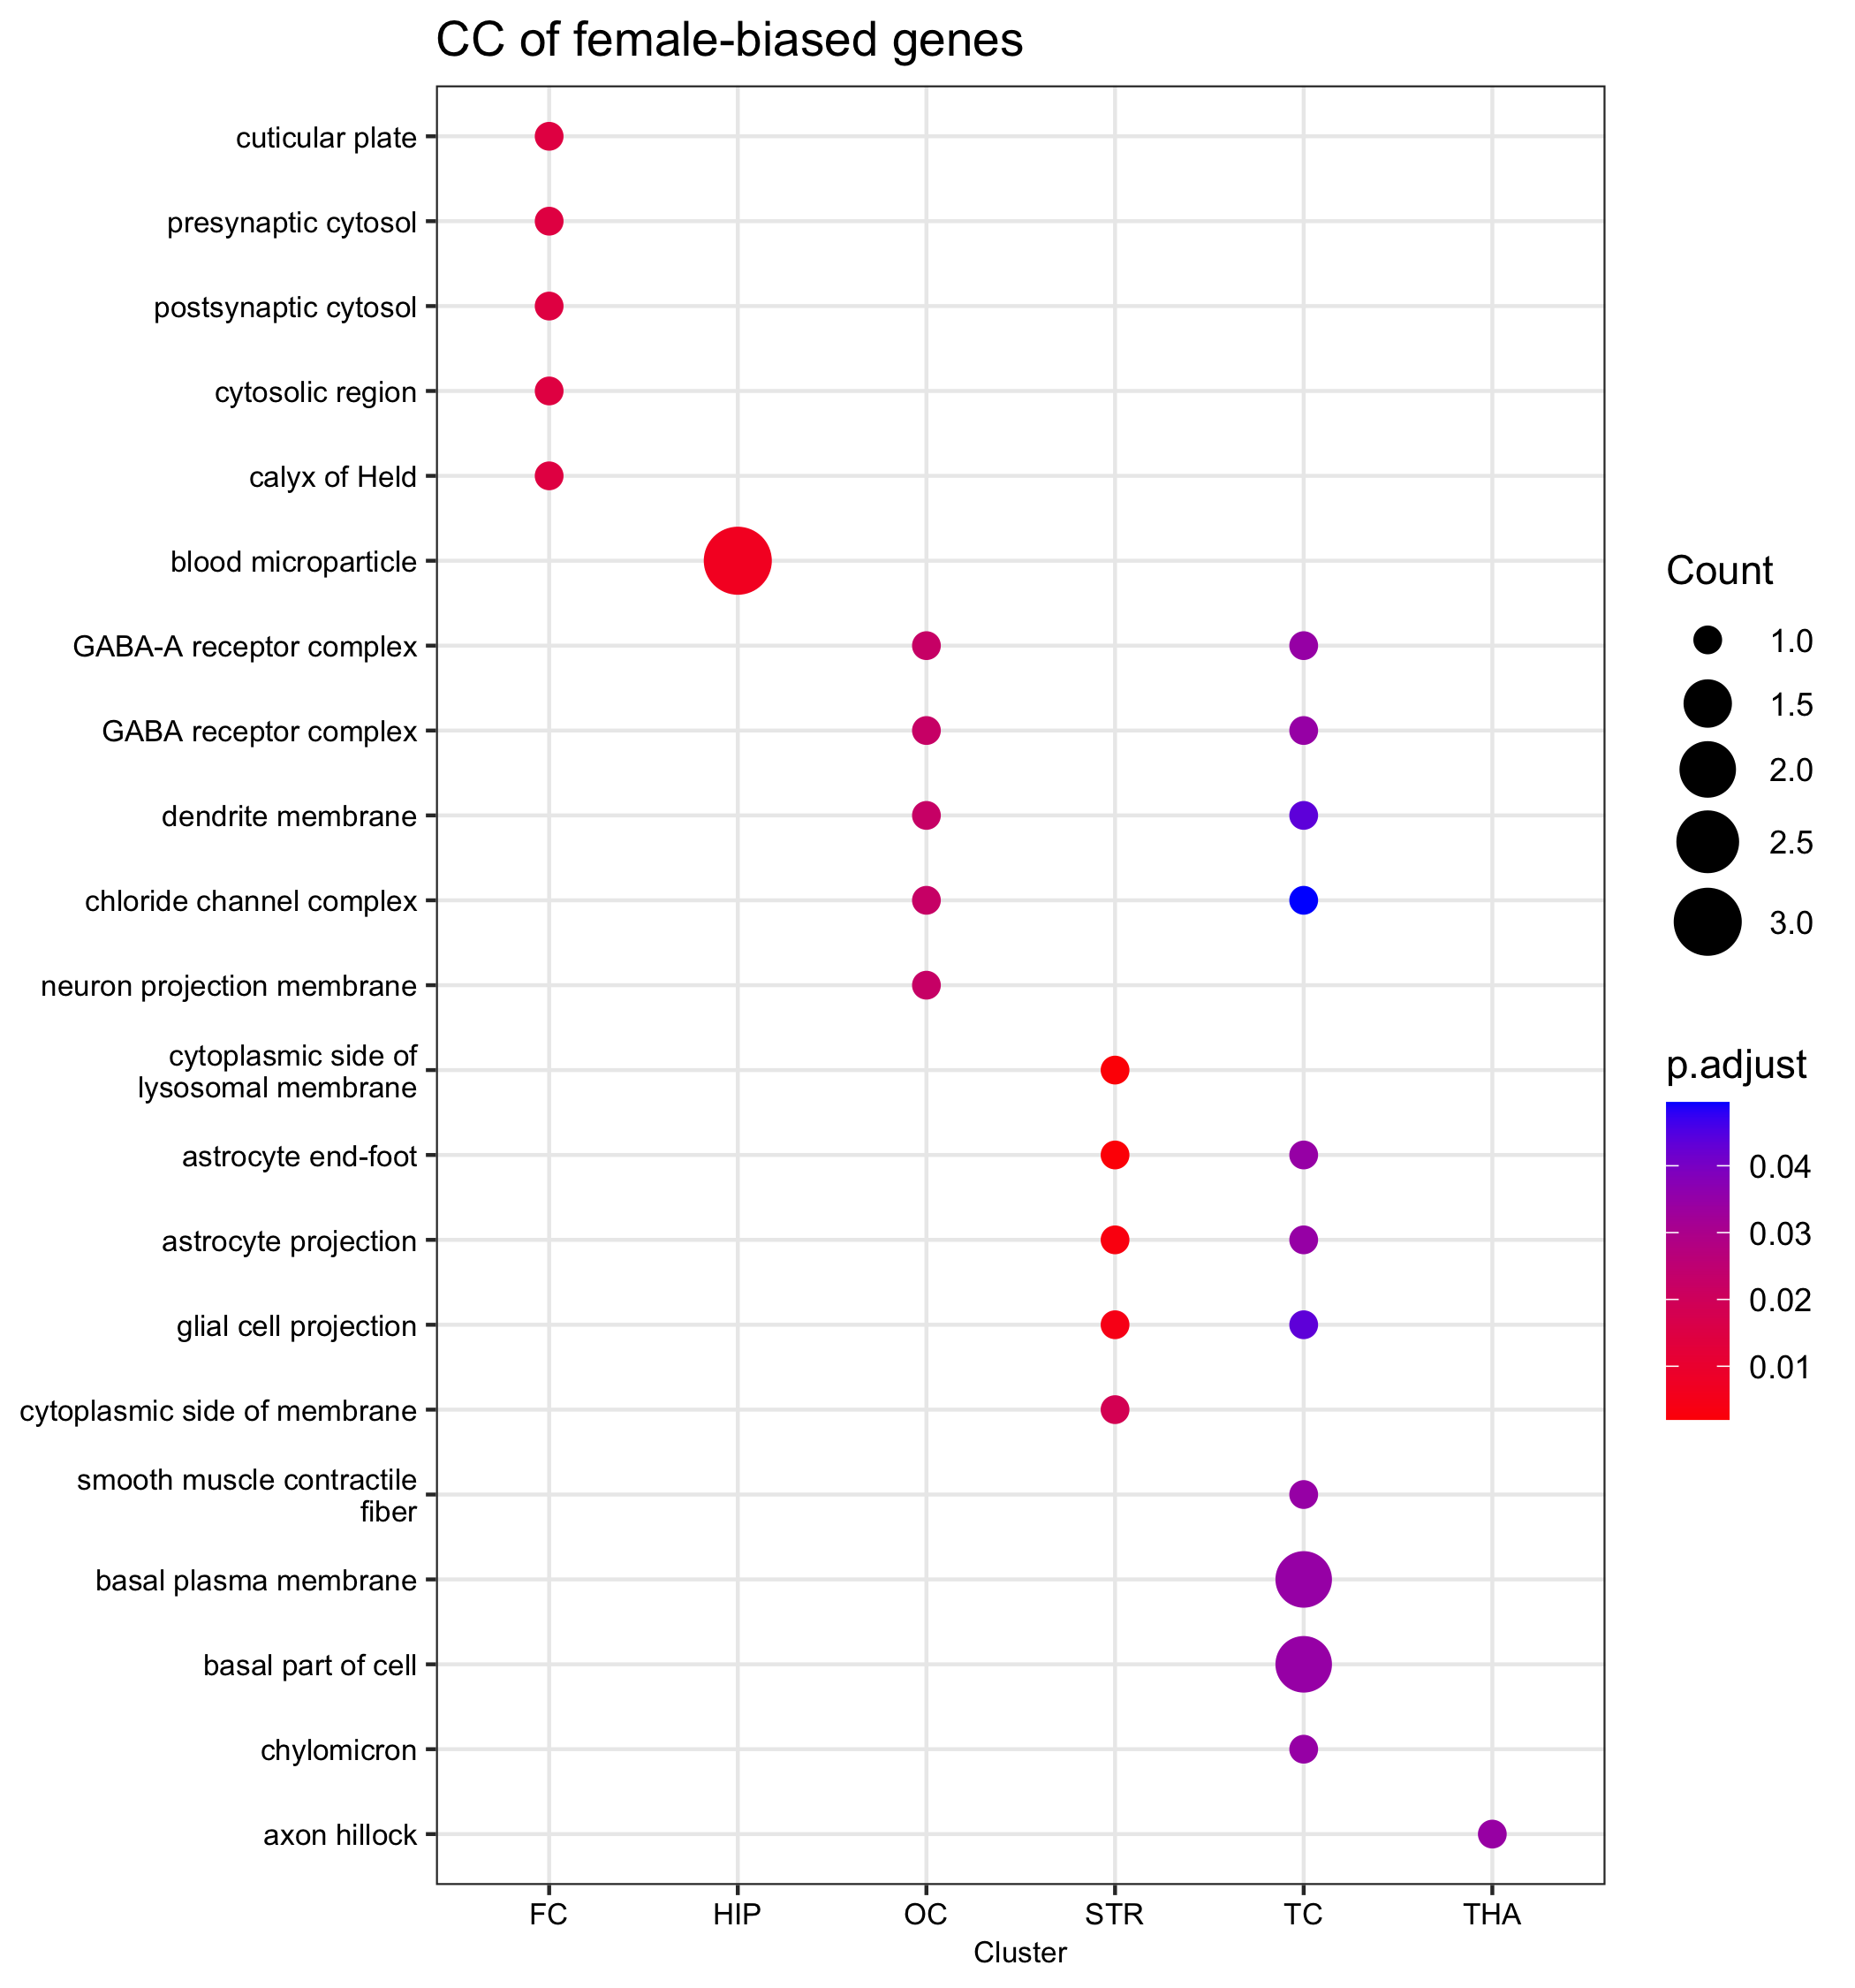 CC of female-biased genes
cuticular plate
presynaptic cytosol
postsynaptic cytosol
cytosolic region
calyx of Held
blood microparticle
GABA-A receptor complex
GABA receptor complex
dendrite membrane
chloride channel complex
neuron projection membrane
cytoplasmic side of
lysosomal membrane
astrocyte end-foot
astrocyte projection
glial cell projection
cytoplasmic side of membrane
smooth muscle contractile
fiber
basal plasma membrane
basal part of cell
chylomicron
axon hillock
FC HIP OC STR TC THA
Cluster
Count
1.0
1.5
2.0
2.5
3.0
p.adjust
0.04
0.03
0.02
0.01